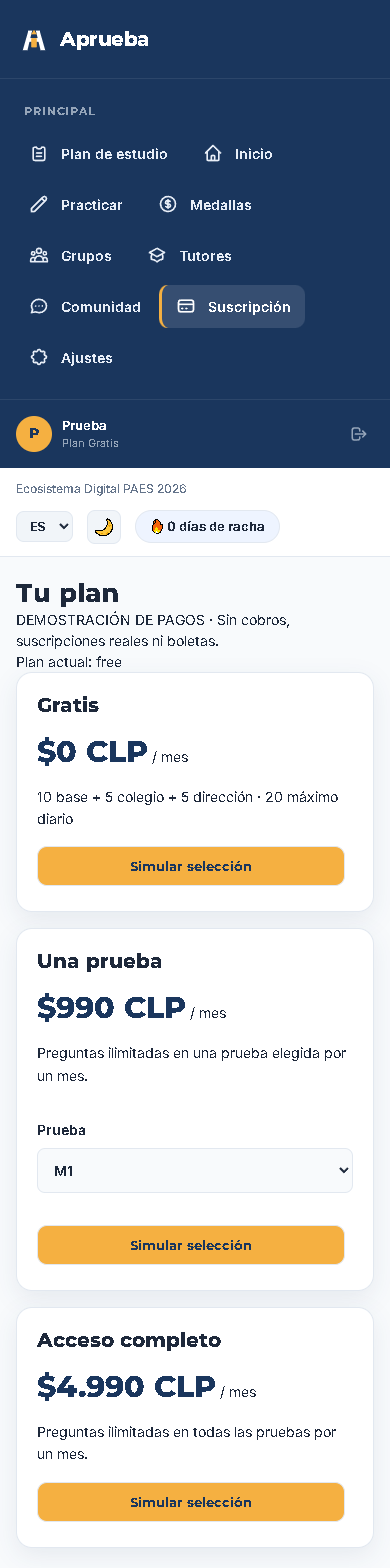 Aprueba
PRINCIPAL
Plan de estudio
Inicio
Practicar
Medallas
Grupos
Tutores
Comunidad
Suscripción
Ajustes
P
Prueba
Plan Gratis
Ecosistema Digital PAES 2026
ES
0 días de racha
Tu plan
DEMOSTRACIÓN DE PAGOS · Sin cobros,
suscripciones reales ni boletas.
Plan actual: free
Gratis
$0 CLP / mes
10 base + 5 colegio + 5 dirección · 20 máximo
diario
Simular selección
Una prueba
$990 CLP / mes
Preguntas ilimitadas en una prueba elegida por
un mes.
Prueba
M1
Simular selección
Acceso completo
$4.990 CLP / mes
Preguntas ilimitadas en todas las pruebas por
un mes.
Simular selección